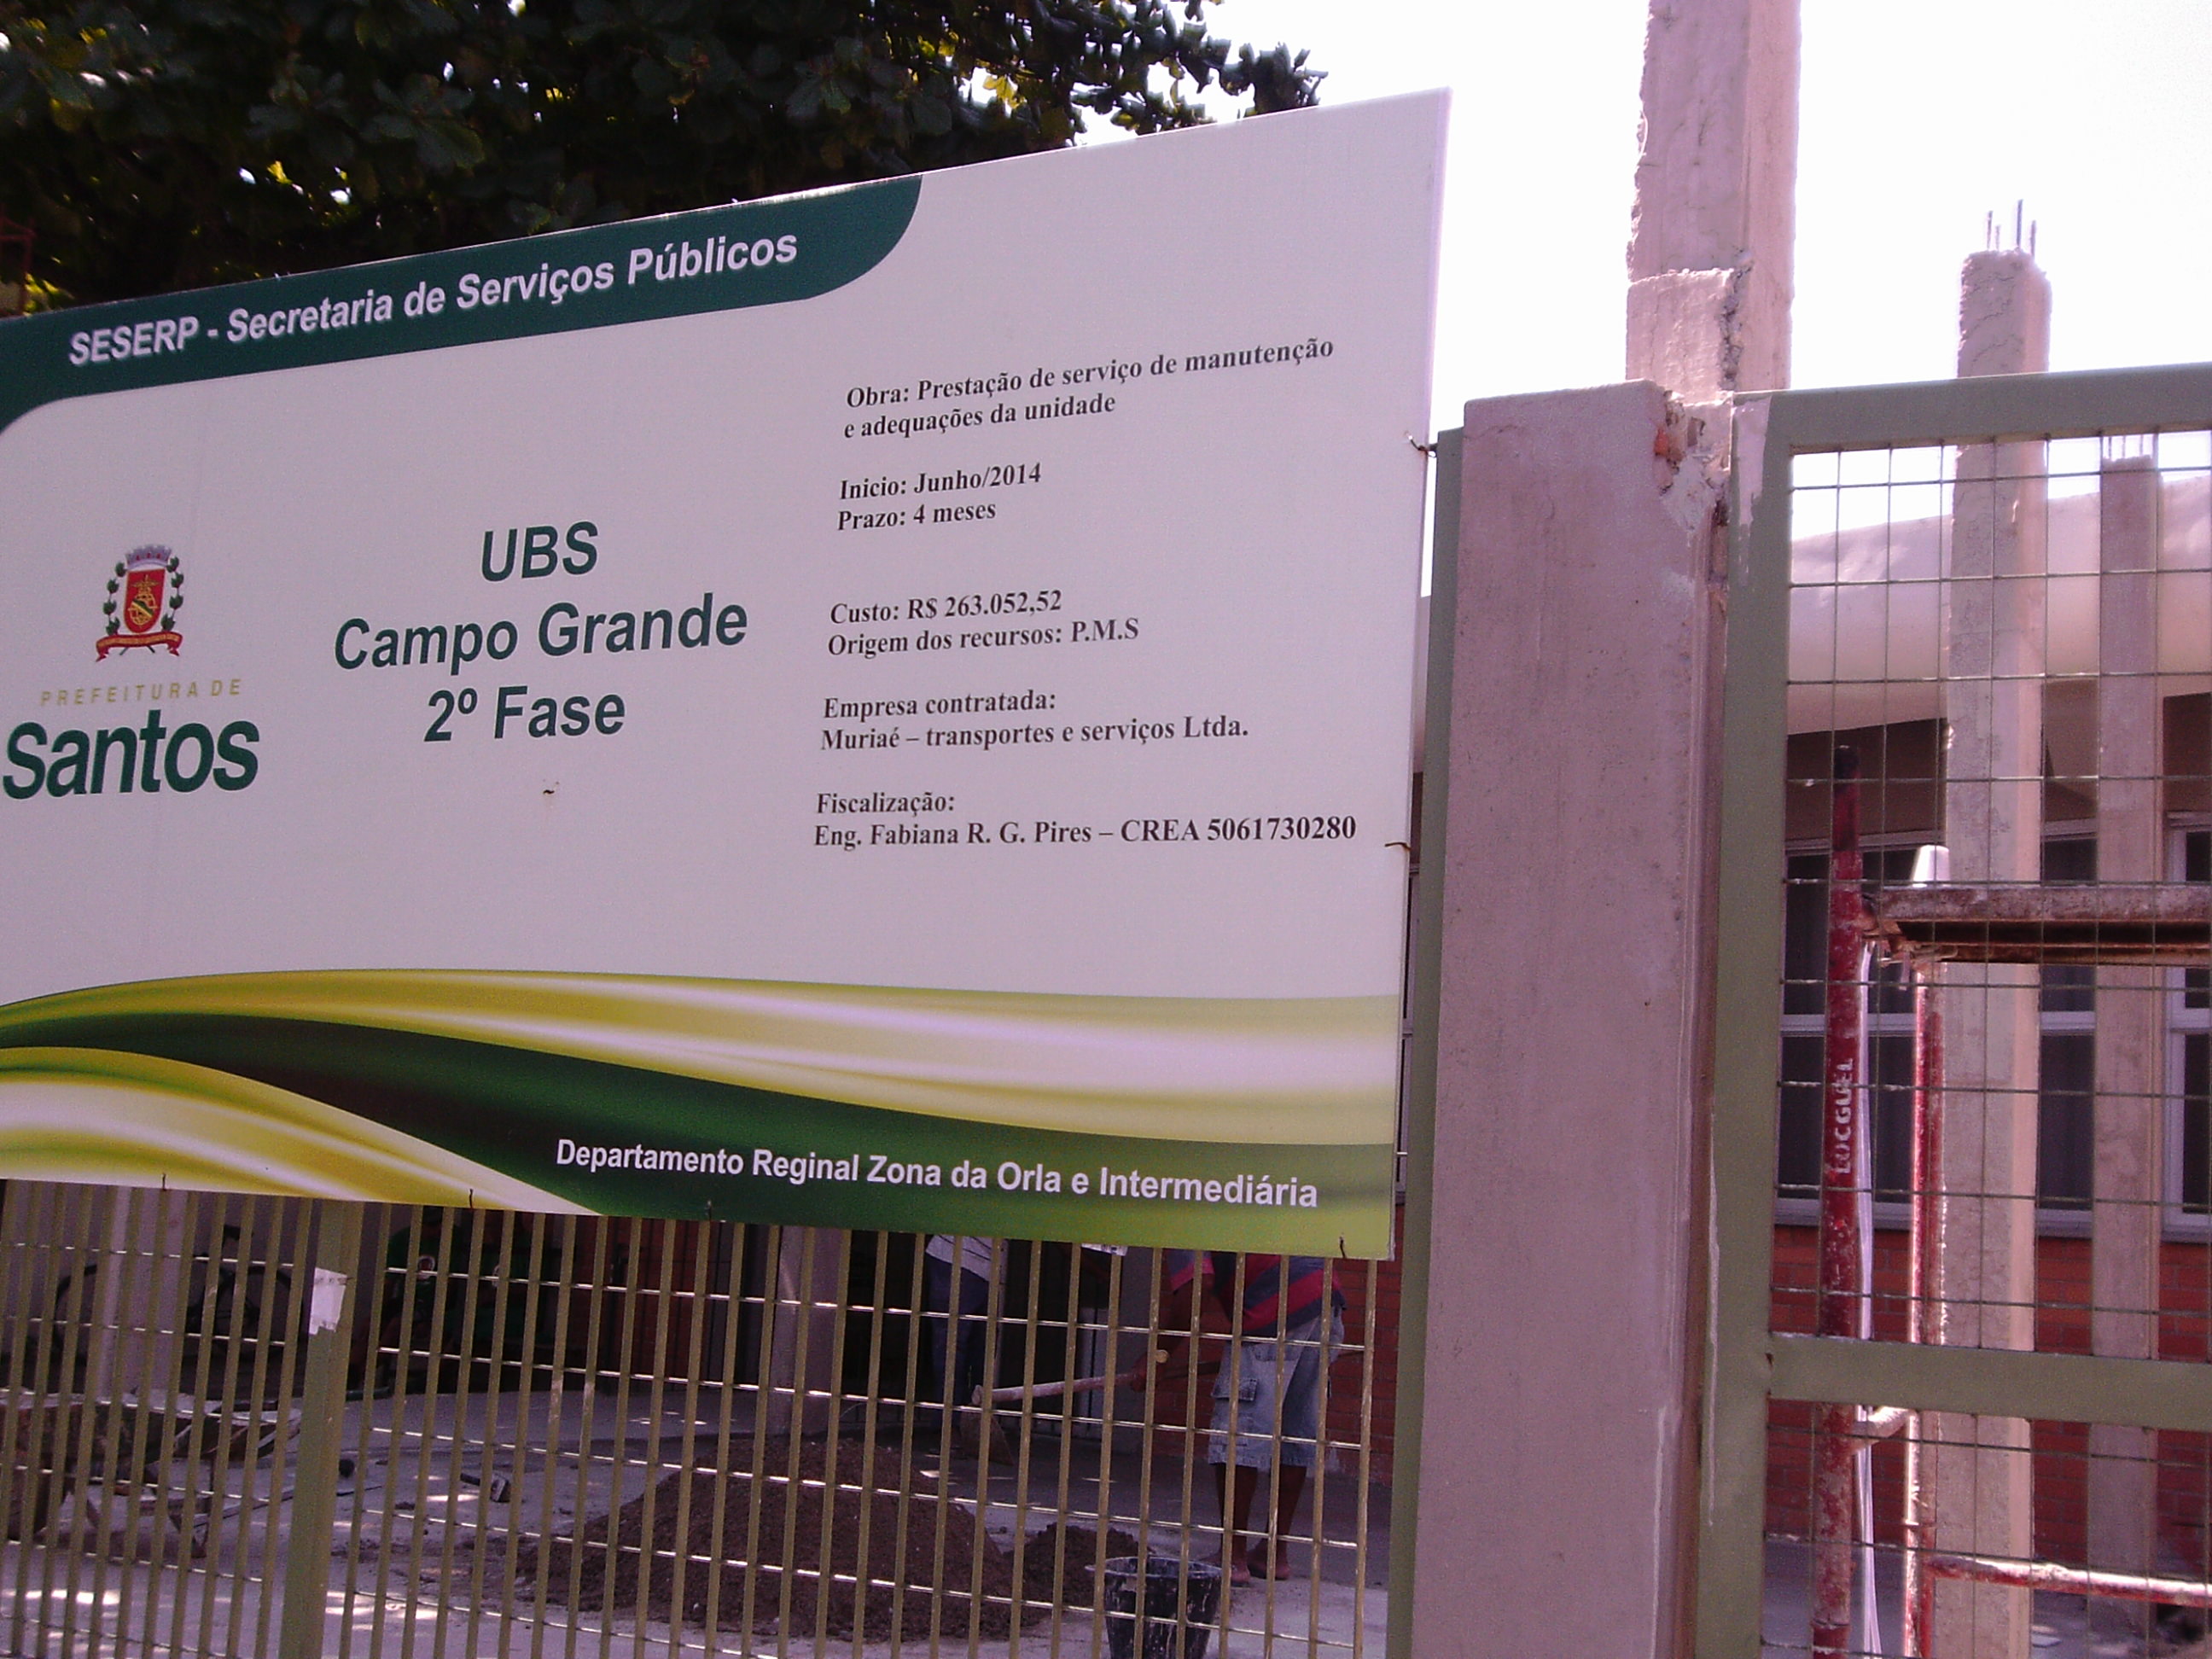 SESERP - Secretaria de Serviços Públicos
PREFEITURA DE
Santos
UBS
Campo Grande
2º Fase
Obra: Prestação de serviço de manutenção
e adequações da unidade
Inicio: Junho/2014
Prazo: 4 meses
Custo: R$ 263.052,52
Origem dos recursos: P.M.S
Empresa contratada:
Muriaé – transportes e serviços Ltda.
Fiscalização:
Eng. Fabiana R. G. Pires – CREA 5061730280
Departamento Reginal Zona da Orla e Intermediária
LOCGUEL